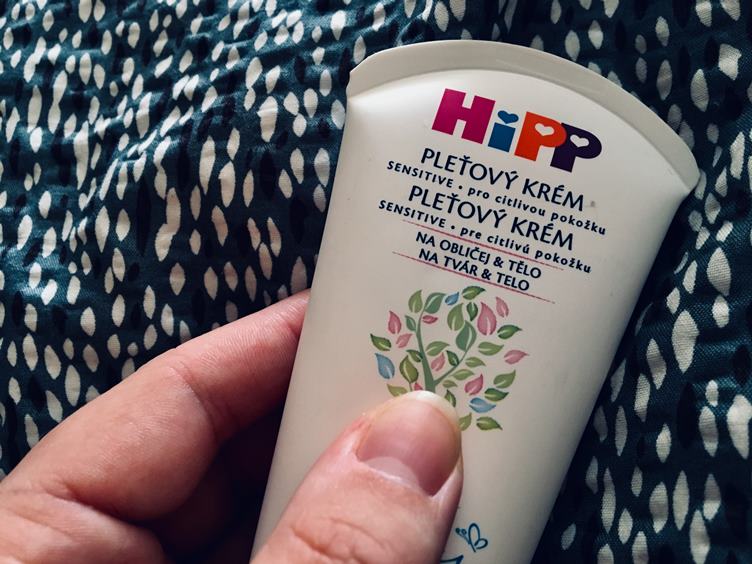 HiPP
PLEŤOVÝ KRÉM
SENSITIVE • pro citlivou pokožku
PLEŤOVÝ KRÉM
SENSITIVE • pre citlivú pokožku
NA OBLIČEJ & TĚLO
NA TVÁR & TELO